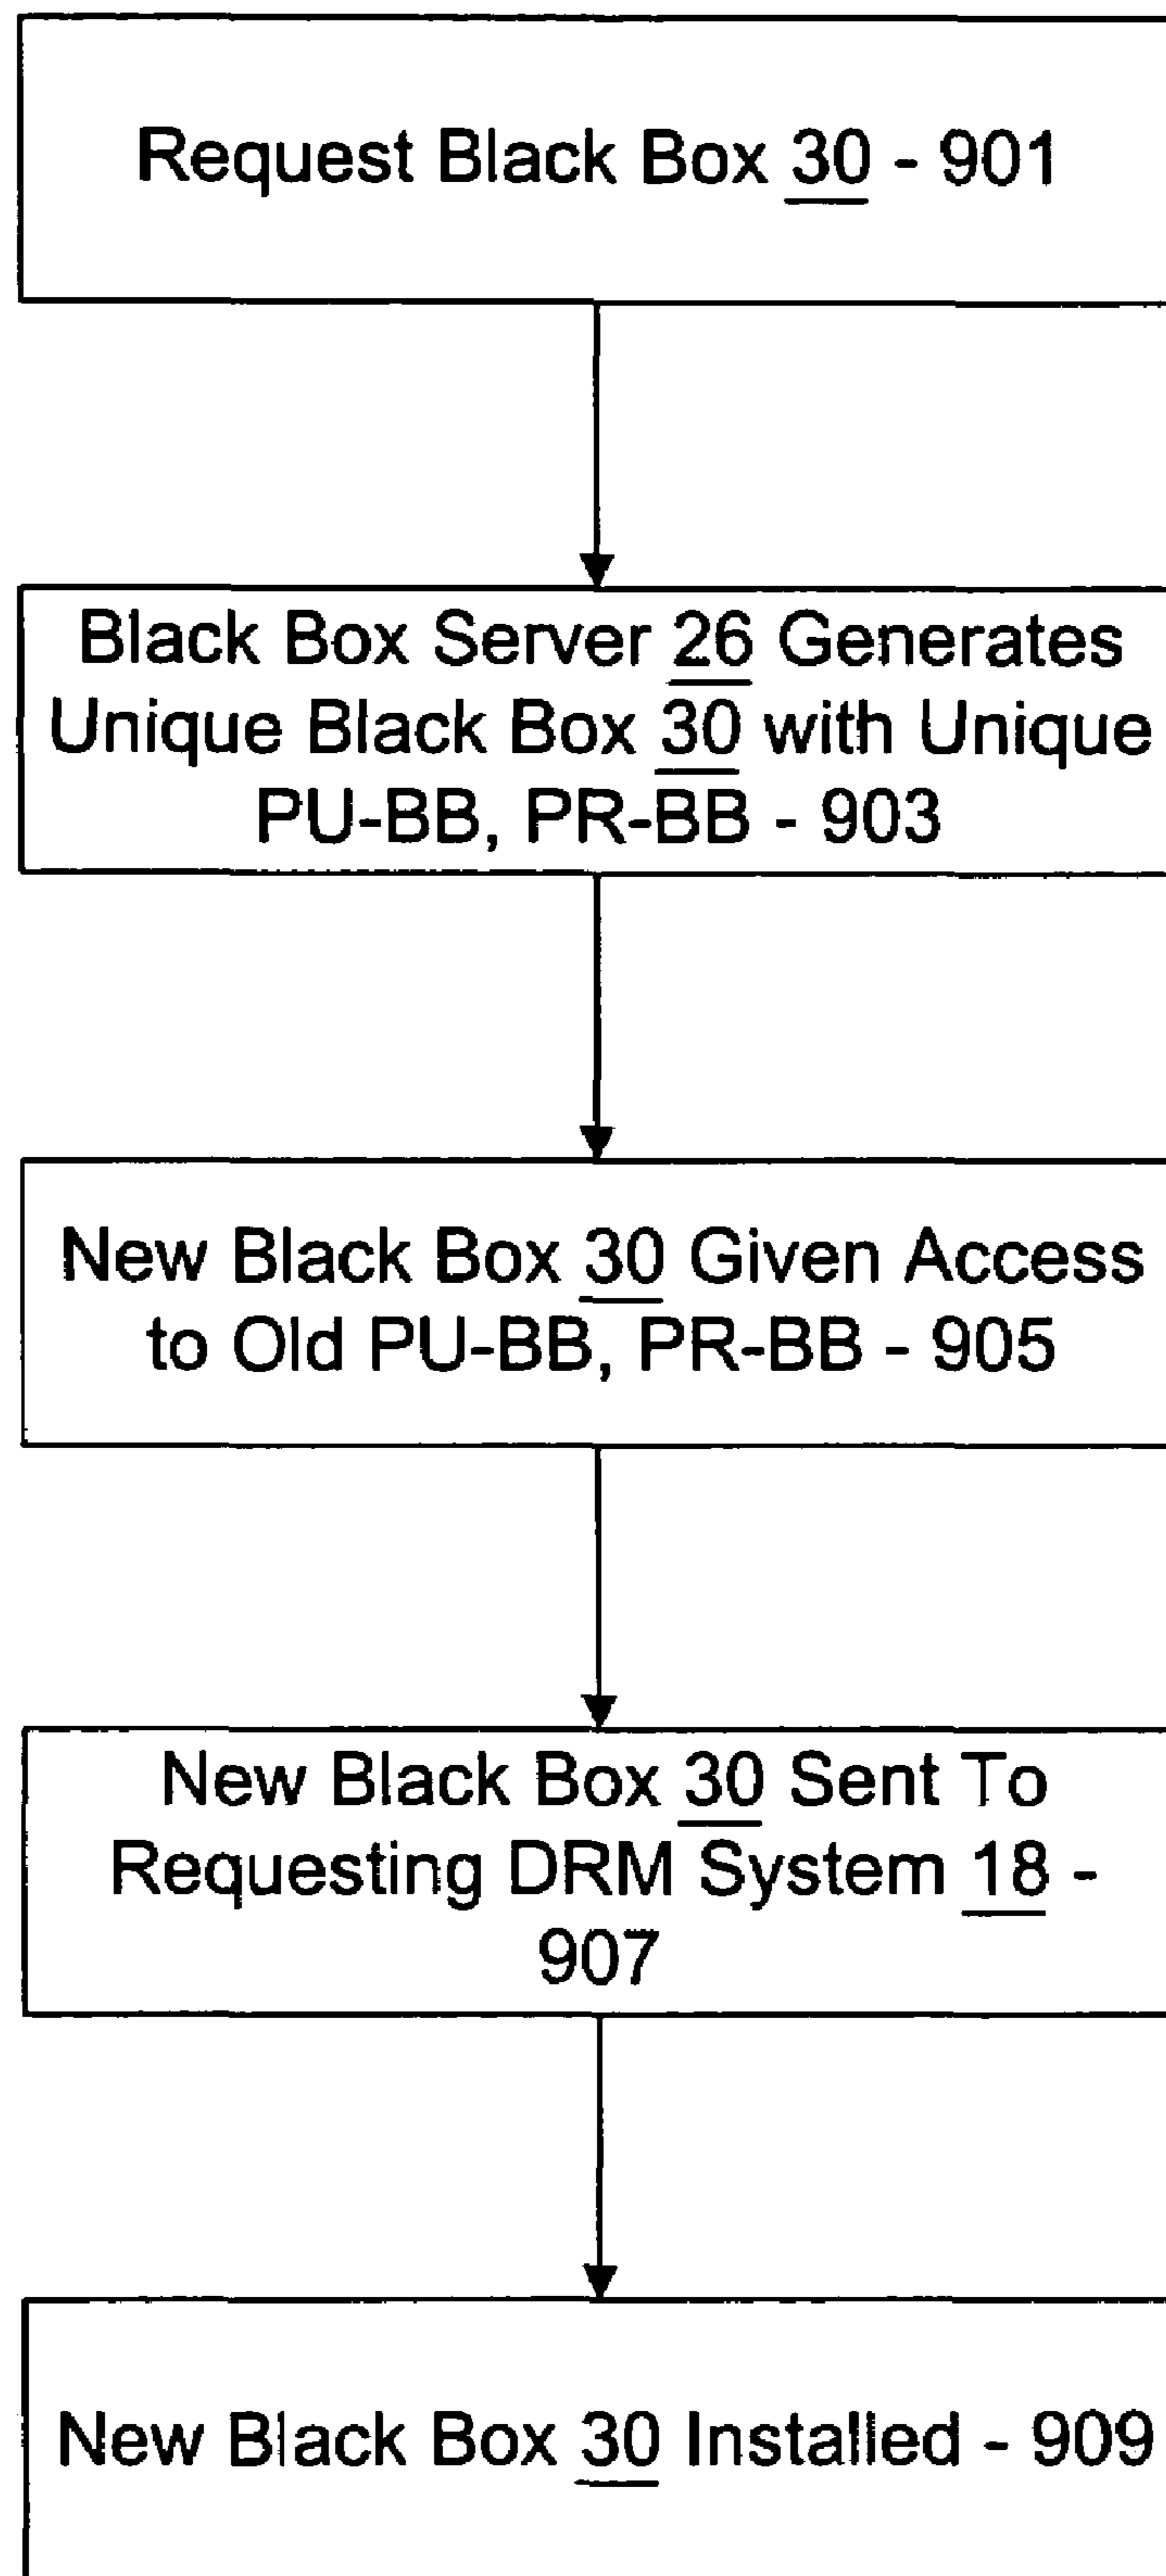 Request Black Box 30 - 901
Black Box Server 26 Generates
Unique Black Box 30 with Unique
PU-BB, PR-BB - 903
New Black Box 30 Given Access
to Old PU-BB, PR-BB - 905
New Black Box 30 Sent To
Requesting DRM System 18 -
907
New Black Box 30 Installed - 909